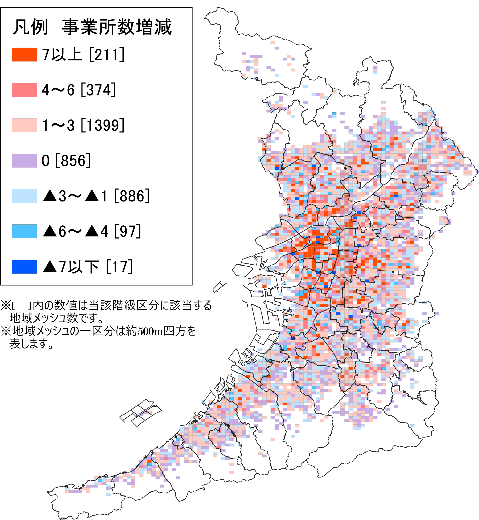 凡例 事業所数増減
7以上 [211]
4～6 [374]
1～3 [1399]
0 [856]
▲3～▲1 [886]
▲6～▲4 [97]
▲7以下 [17]
※[ ]内の数値は当該階級区分に該当する
地域メッシュ数です。
※地域メッシュの一区分は約500m四方を
表します。